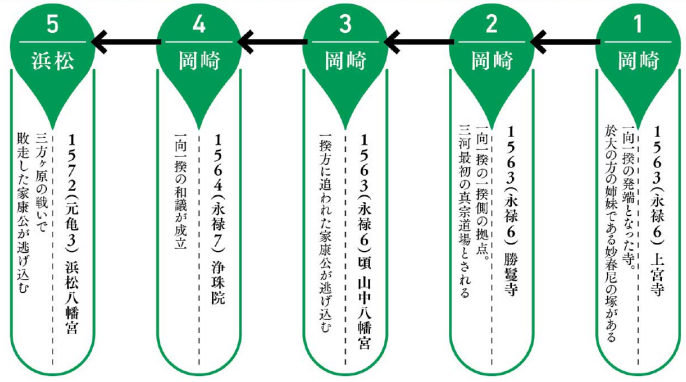 1
岡崎
1563(永禄6) 上宮寺
一向一揆の発端となった寺。
於大の方の姉妹である妙春尼の塚がある
2
岡崎
1563(永禄6) 勝鬘寺
一向一揆の一揆側の拠点。
三河最初の真宗道場とされる
3
岡崎
1563(永禄6)頃 山中八幡宮
一揆方に追われた家康公が逃げ込む
4
岡崎
1564(永禄7) 浄珠院
一向一揆の和議が成立
5
浜松
1572(元亀3) 浜松八幡宮
三方ヶ原の戦いで
敗走した家康公が逃げ込む